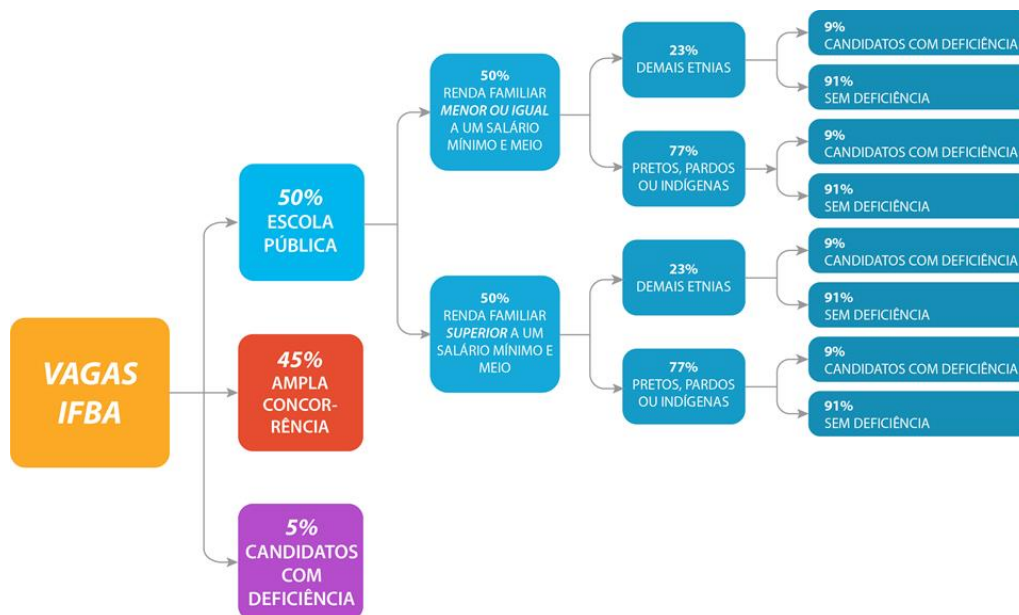 VAGAS
IFBA
50%
ESCOLA
PÚBLICA
45%
AMPLA
CONCOR-
RÊNCIA
5%
CANDIDATOS
COM
DEFICIÊNCIA
50%
RENDA FAMILIAR
MENOR OU IGUAL
A UM SALÁRIO
MÍNIMO E MEIO
50%
RENDA FAMILIAR
SUPERIOR A UM
SALÁRIO MÍNIMO E
MEIO
23%
DEMAIS ETNIAS
77%
PRETOS, PARDOS
OU INDÍGENAS
23%
DEMAIS ETNIAS
77%
PRETOS, PARDOS
OU INDÍGENAS
9%
CANDIDATOS COM DEFICIÊNCIA
91%
SEM DEFICIÊNCIA
9%
CANDIDATOS COM DEFICIÊNCIA
91%
SEM DEFICIÊNCIA
9%
CANDIDATOS COM DEFICIÊNCIA
91%
SEM DEFICIÊNCIA
9%
CANDIDATOS COM DEFICIÊNCIA
91%
SEM DEFICIÊNCIA